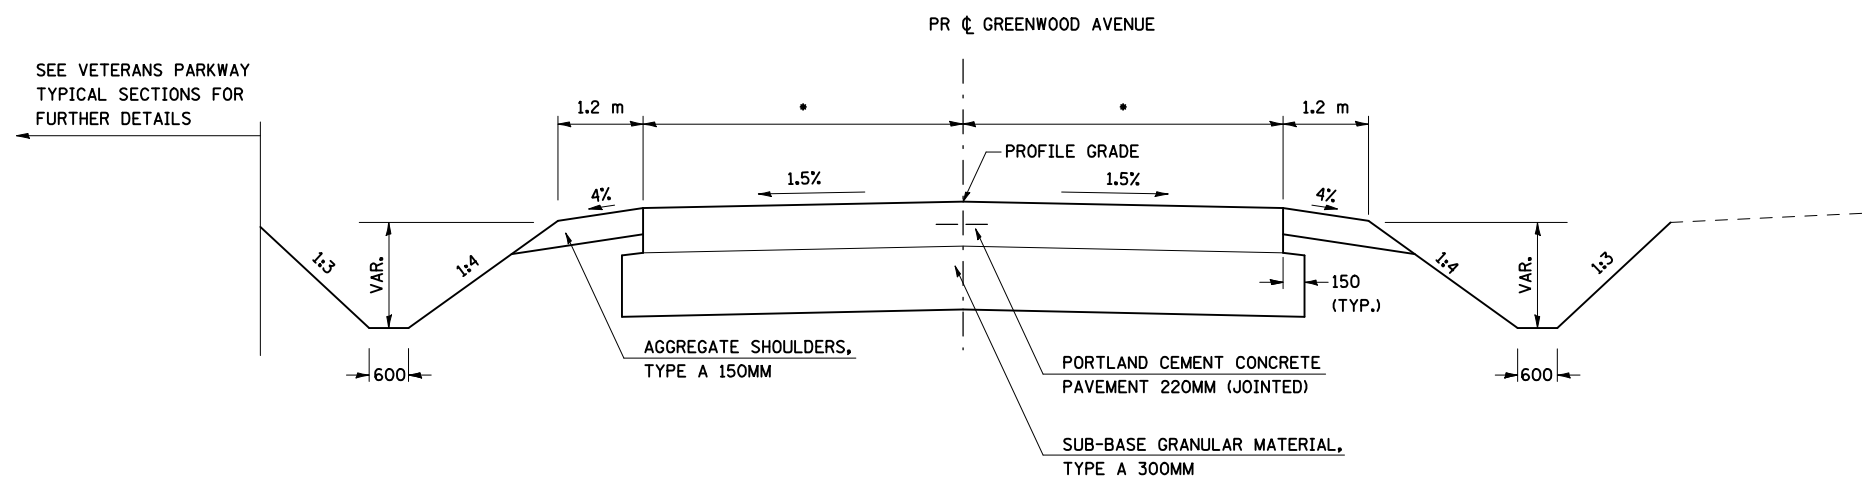 PR ℄ GREENWOOD AVENUE
SEE VETERANS PARKWAY
TYPICAL SECTIONS FOR
FURTHER DETAILS
1.2 m
*
*
1.2 m
PROFILE GRADE
4%
1.5%
1.5%
4%
1:3
VAR.
1:4
1:4
VAR.
1:3
150
(TYP.)
600
AGGREGATE SHOULDERS,
TYPE A 150MM
PORTLAND CEMENT CONCRETE
PAVEMENT 220MM (JOINTED)
600
SUB-BASE GRANULAR MATERIAL,
TYPE A 300MM